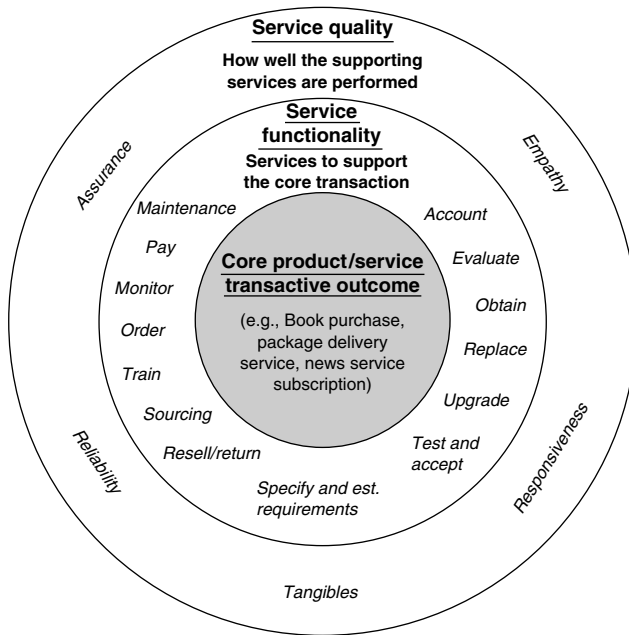 Service quality
How well the supporting
services are performed
Service
functionality
Services to support
the core transaction
Assurance
Empathy
Maintenance
Account
Pay
Evaluate
Monitor
Core product/service
transactive outcome
Obtain
Order
(e.g., Book purchase,
package delivery
service, news service
subscription)
Replace
Train
Upgrade
Sourcing
Resell/return
Test and
accept
Specify and est.
requirements
Reliability
Responsiveness
Tangibles